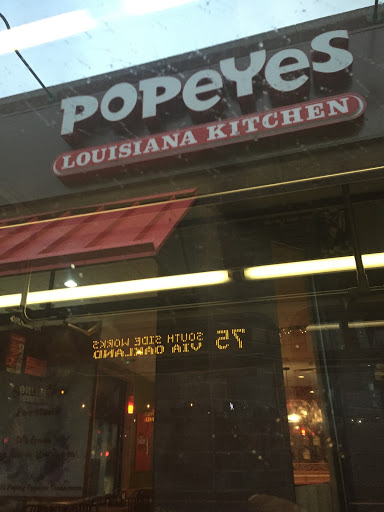 POPEYES
LOUISIANA KITCHEN
75 SOUTH SIDE WORKS
VIA OAKLAND